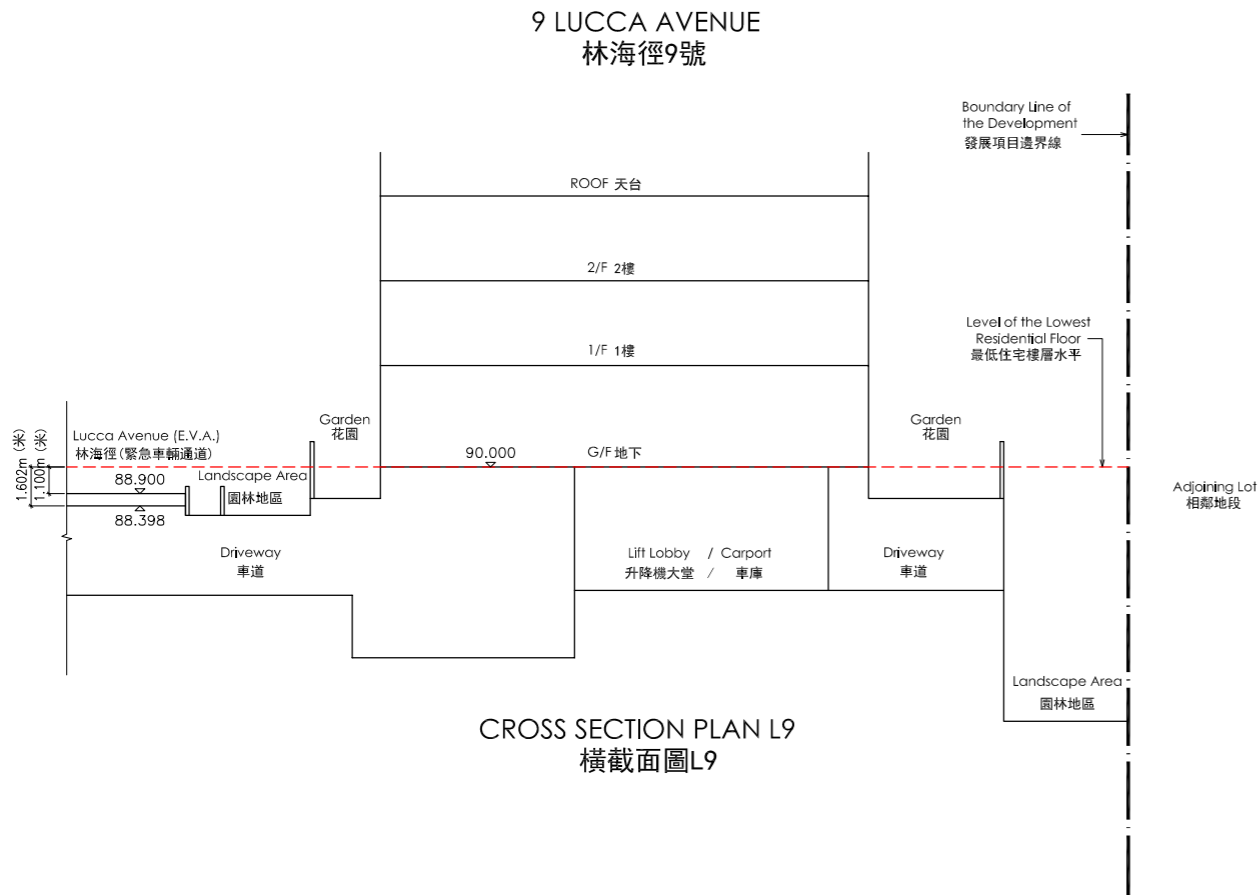 9 LUCCA AVENUE
林海徑9號
Boundary Line of
the Development
發展項目邊界線
ROOF 天台
2/F 2樓
Level of the Lowest
Residential Floor
最低住宅樓層水平
1/F 1樓
Garden
花園
Garden
花園
1.602m (米)
1.100m (米)
Lucca Avenue (E.V.A.)
林海徑(緊急車輛通道)
90.000
G/F 地下
88.900
88.398
Landscape Area
園林地區
Adjoining Lot
相鄰地段
Driveway
車道
Lift Lobby / Carport
升降機大堂 / 車庫
Driveway
車道
Landscape Area
園林地區
CROSS SECTION PLAN L9
橫截面圖L9